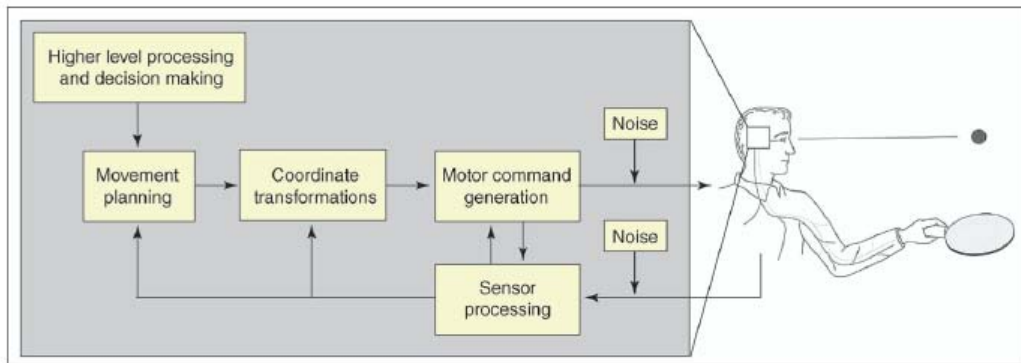 Higher level processing
and decision making
Noise
Movement
planning
Coordinate
transformations
Motor command
generation
Noise
Sensor
processing